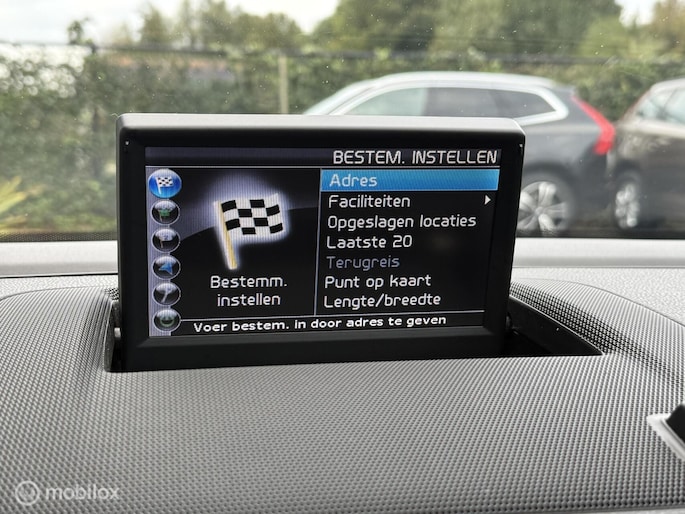 BESTEM. INSTELLEN
Adres
Faciliteiten
Opgeslagen locaties
Laatste 20
Terugreis
Punt op kaart
Lengte/breedte
Bestemm.
instellen
Voer bestem. in door adres te geven
mobilox